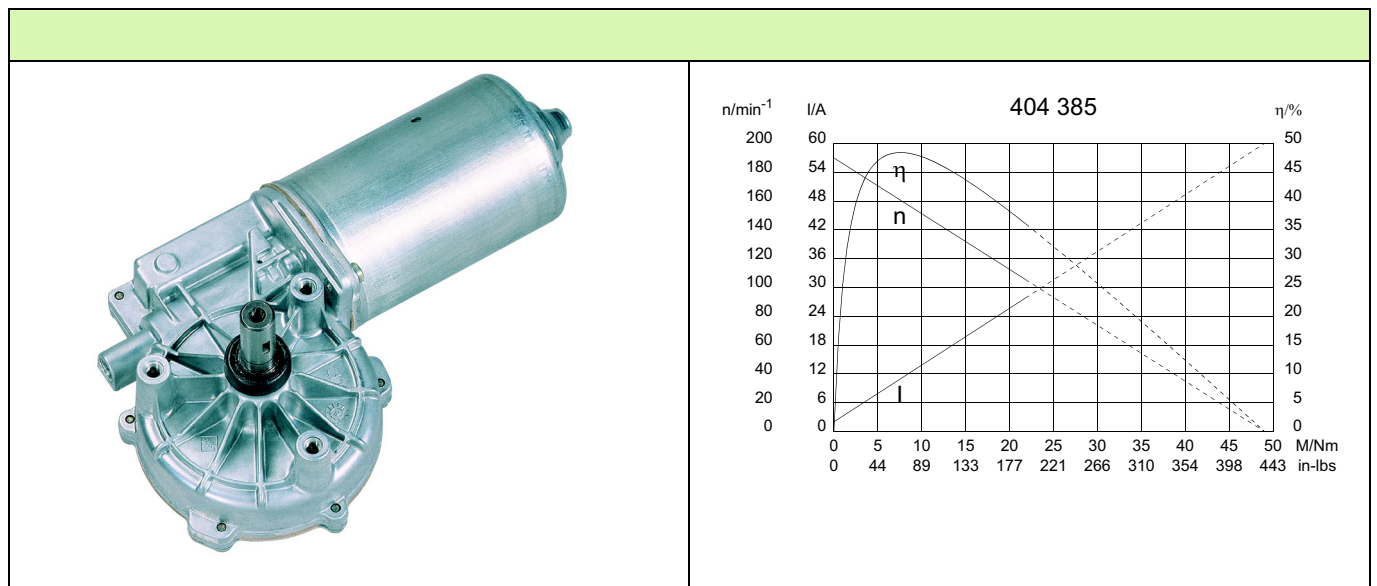 404 385
n/min-1 I/A η/%
200 60 50
180 54 45
160 48 40
140 42 35
120 36 30
100 30 25
80 24 20
60 18 15
40 12 10
20 6 5
0 0 0
η
n
I
0 5 10 15 20 25 30 35 40 45 50 M/Nm
0 44 89 133 177 221 266 310 354 398 443 in-lbs